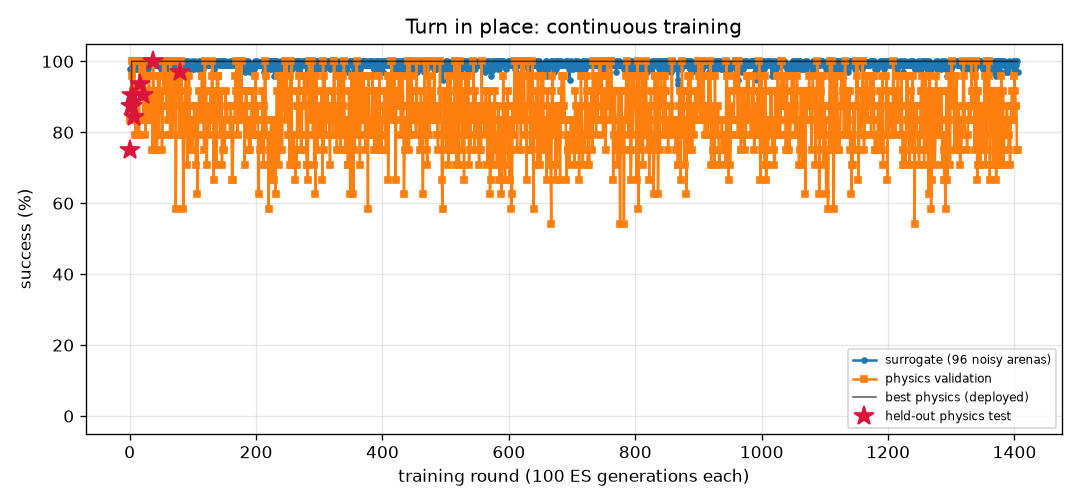 Turn in place: continuous training
success (%)
100
80
60
40
20
0
surrogate (96 noisy arenas)
physics validation
best physics (deployed)
held-out physics test
0 200 400 600 800 1000 1200 1400
training round (100 ES generations each)